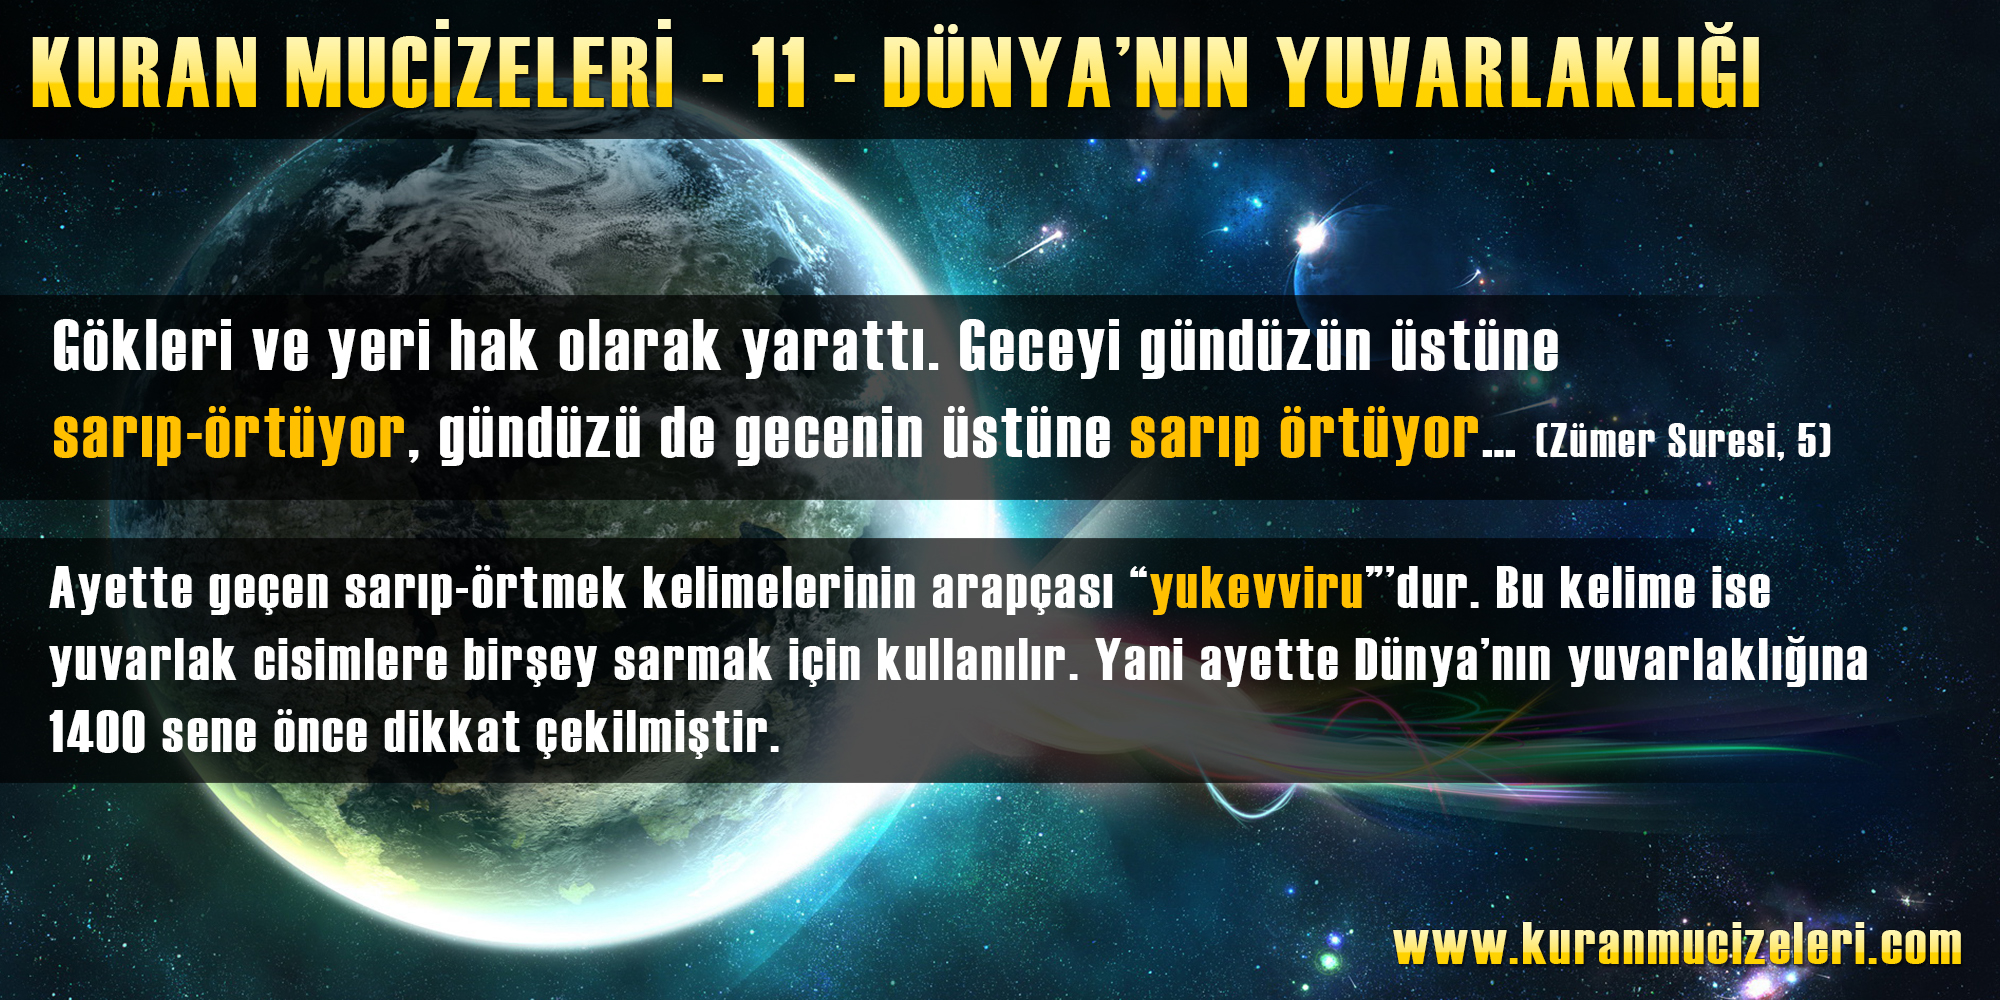 KURAN MUCİZELERİ - 11 - DÜNYA’NIN YUVARLAKLIĞI
Gökleri ve yeri hak olarak yarattı. Geceyi gündüzün üstüne
sarıp-örtüyor, gündüzü de gecenin üstüne sarıp örtüyor... (Zümer Suresi, 5)
Ayette geçen sarıp-örtmek kelimelerinin arapçası “yukevviru”’dur. Bu kelime ise
yuvarlak cisimlere birşey sarmak için kullanılır. Yani ayette Dünya’nın yuvarlaklığına
1400 sene önce dikkat çekilmiştir.
www.kuranmucizeleri.com